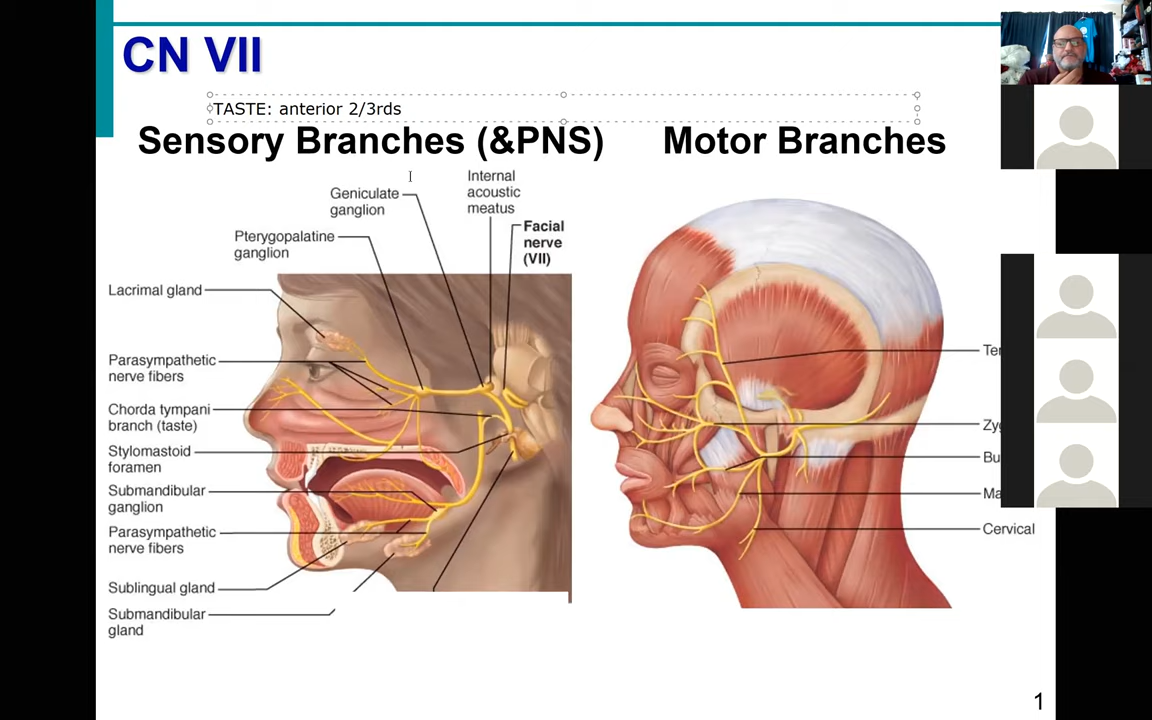 CN VII
TASTE: anterior 2/3rds
Sensory Branches (&PNS)
Motor Branches
Geniculate
ganglion
Internal
acoustic
meatus
Facial
nerve
(VII)
Pterygopalatine
ganglion
Lacrimal gland
Parasympathetic
nerve fibers
Chorda tympani
branch (taste)
Stylomastoid
foramen
Submandibular
ganglion
Parasympathetic
nerve fibers
Sublingual gland
Submandibular
gland
Cervical
1